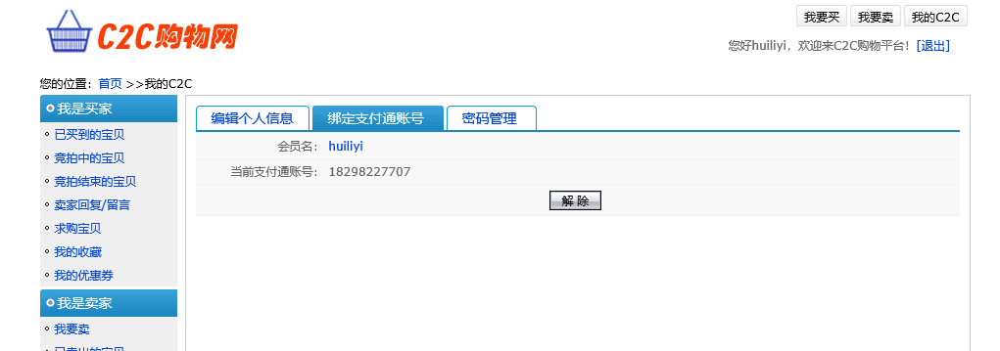 C2C购物网
我要买 我要卖 我的C2C
您好huiliyi，欢迎来C2C购物平台！[退出]
您的位置：首页 >>我的C2C
我是买家
已买到的宝贝
竞拍中的宝贝
竞拍结束的宝贝
卖家回复/留言
求购宝贝
我的收藏
我的优惠券
我是卖家
我要卖
已卖出的宝贝
编辑个人信息 绑定支付通账号 密码管理
会员名： huiliyi
当前支付通账号： 18298227707
解 除